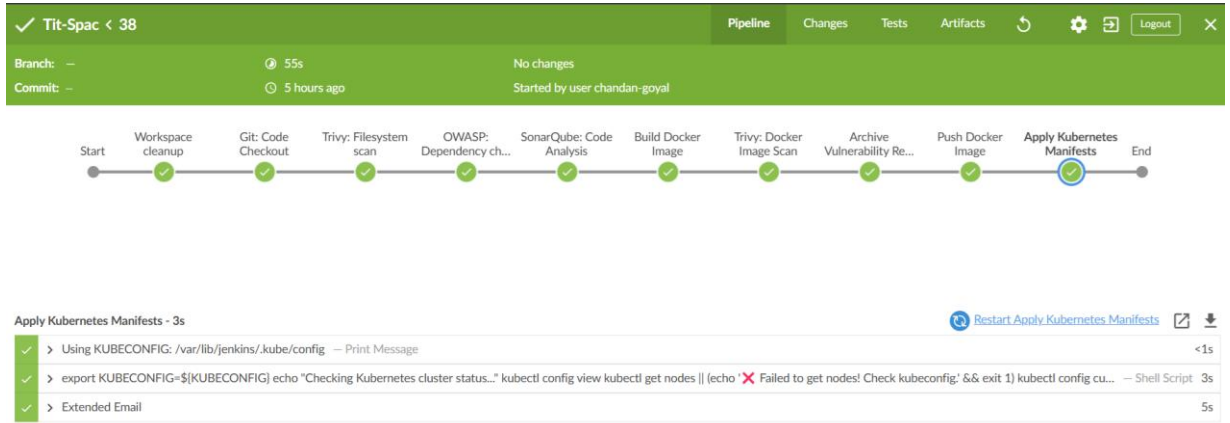 Tit-Spac < 38
Pipeline Changes Tests Artifacts Logout
Branch: — 55s No changes
Commit: — 5 hours ago Started by user chandan-goyal
Start
Workspace cleanup
Git: Code Checkout
Trivy: Filesystem scan
OWASP: Dependency ch...
SonarQube: Code Analysis
Build Docker Image
Trivy: Docker Image Scan
Archive Vulnerability Re...
Push Docker Image
Apply Kubernetes Manifests
End
Apply Kubernetes Manifests - 3s
Restart Apply Kubernetes Manifests
Using KUBECONFIG: /var/lib/jenkins/.kube/config — Print Message <1s
export KUBECONFIG=${KUBECONFIG} echo "Checking Kubernetes cluster status..." kubectl config view kubectl get nodes || (echo '❌ Failed to get nodes! Check kubeconfig.' && exit 1) kubectl config cu... — Shell Script 3s
Extended Email 5s